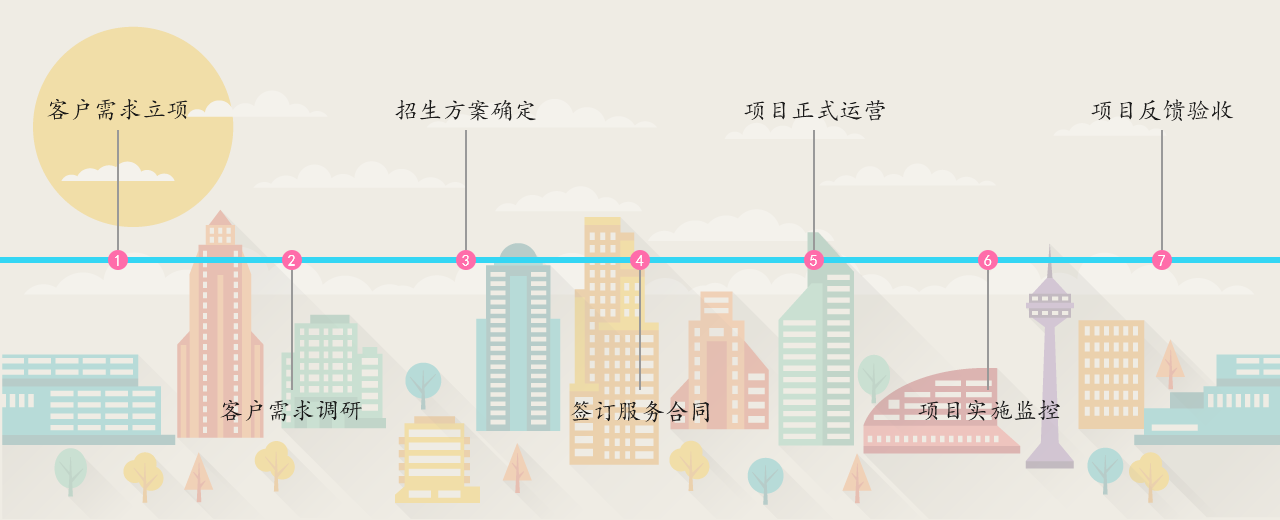 客户需求立项
招生方案确定
项目正式运营
项目反馈验收
1
2
3
4
5
6
7
客户需求调研
签订服务合同
项目实施监控